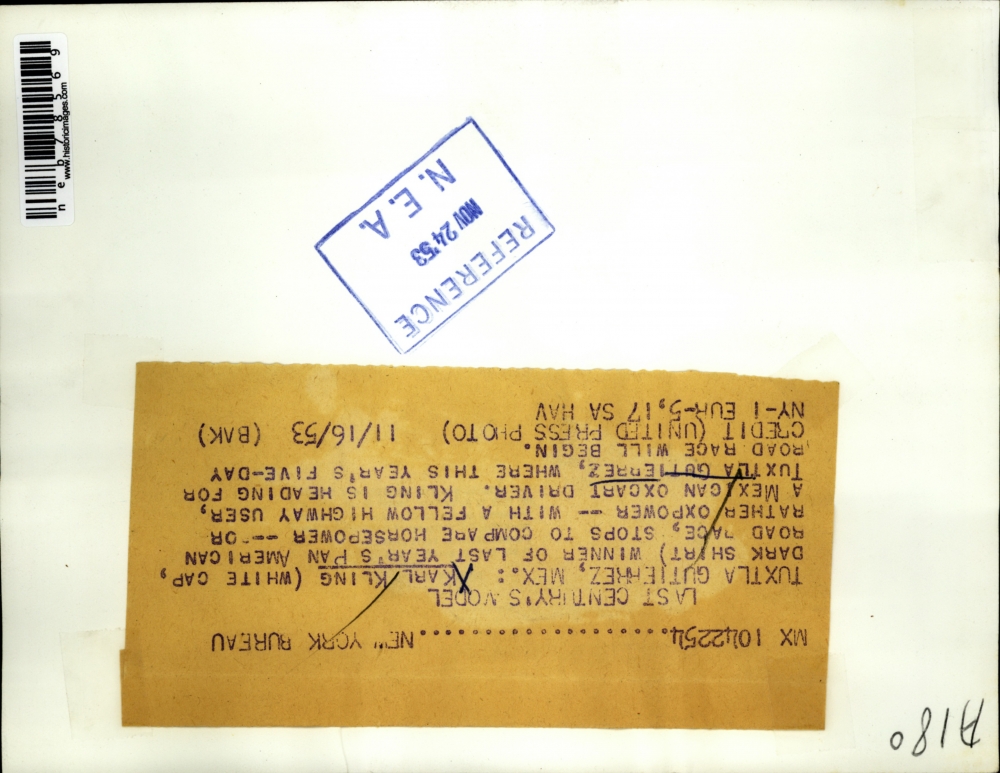 MX 1042254....................... NEW YORK BUREAU
LAST CENTURY'S MODEL
TUXTLA GUTIERREZ, MEX.: KARL KLING (WHITE CAP,
DARK SHIRT) WINNER OF LAST YEAR'S PAN AMERICAN
ROAD RACE, STOPS TO COMPARE HORSEPOWER -- OR
RATHER OXPOWER -- WITH A FELLOW HIGHWAY USER,
A MEXICAN OXCART DRIVER. KLING IS HEADING FOR
TUXTLA GUTIERREZ, WHERE THIS YEAR'S FIVE-DAY
ROAD RACE WILL BEGIN.
CREDIT (UNITED PRESS PHOTO) 11/16/53 (BAK)
NY-1 EUR-5,17 SA HAV
REFERENCE
NOV 24 '53
N. E. A.
A180
neb78569
www.historicimages.com